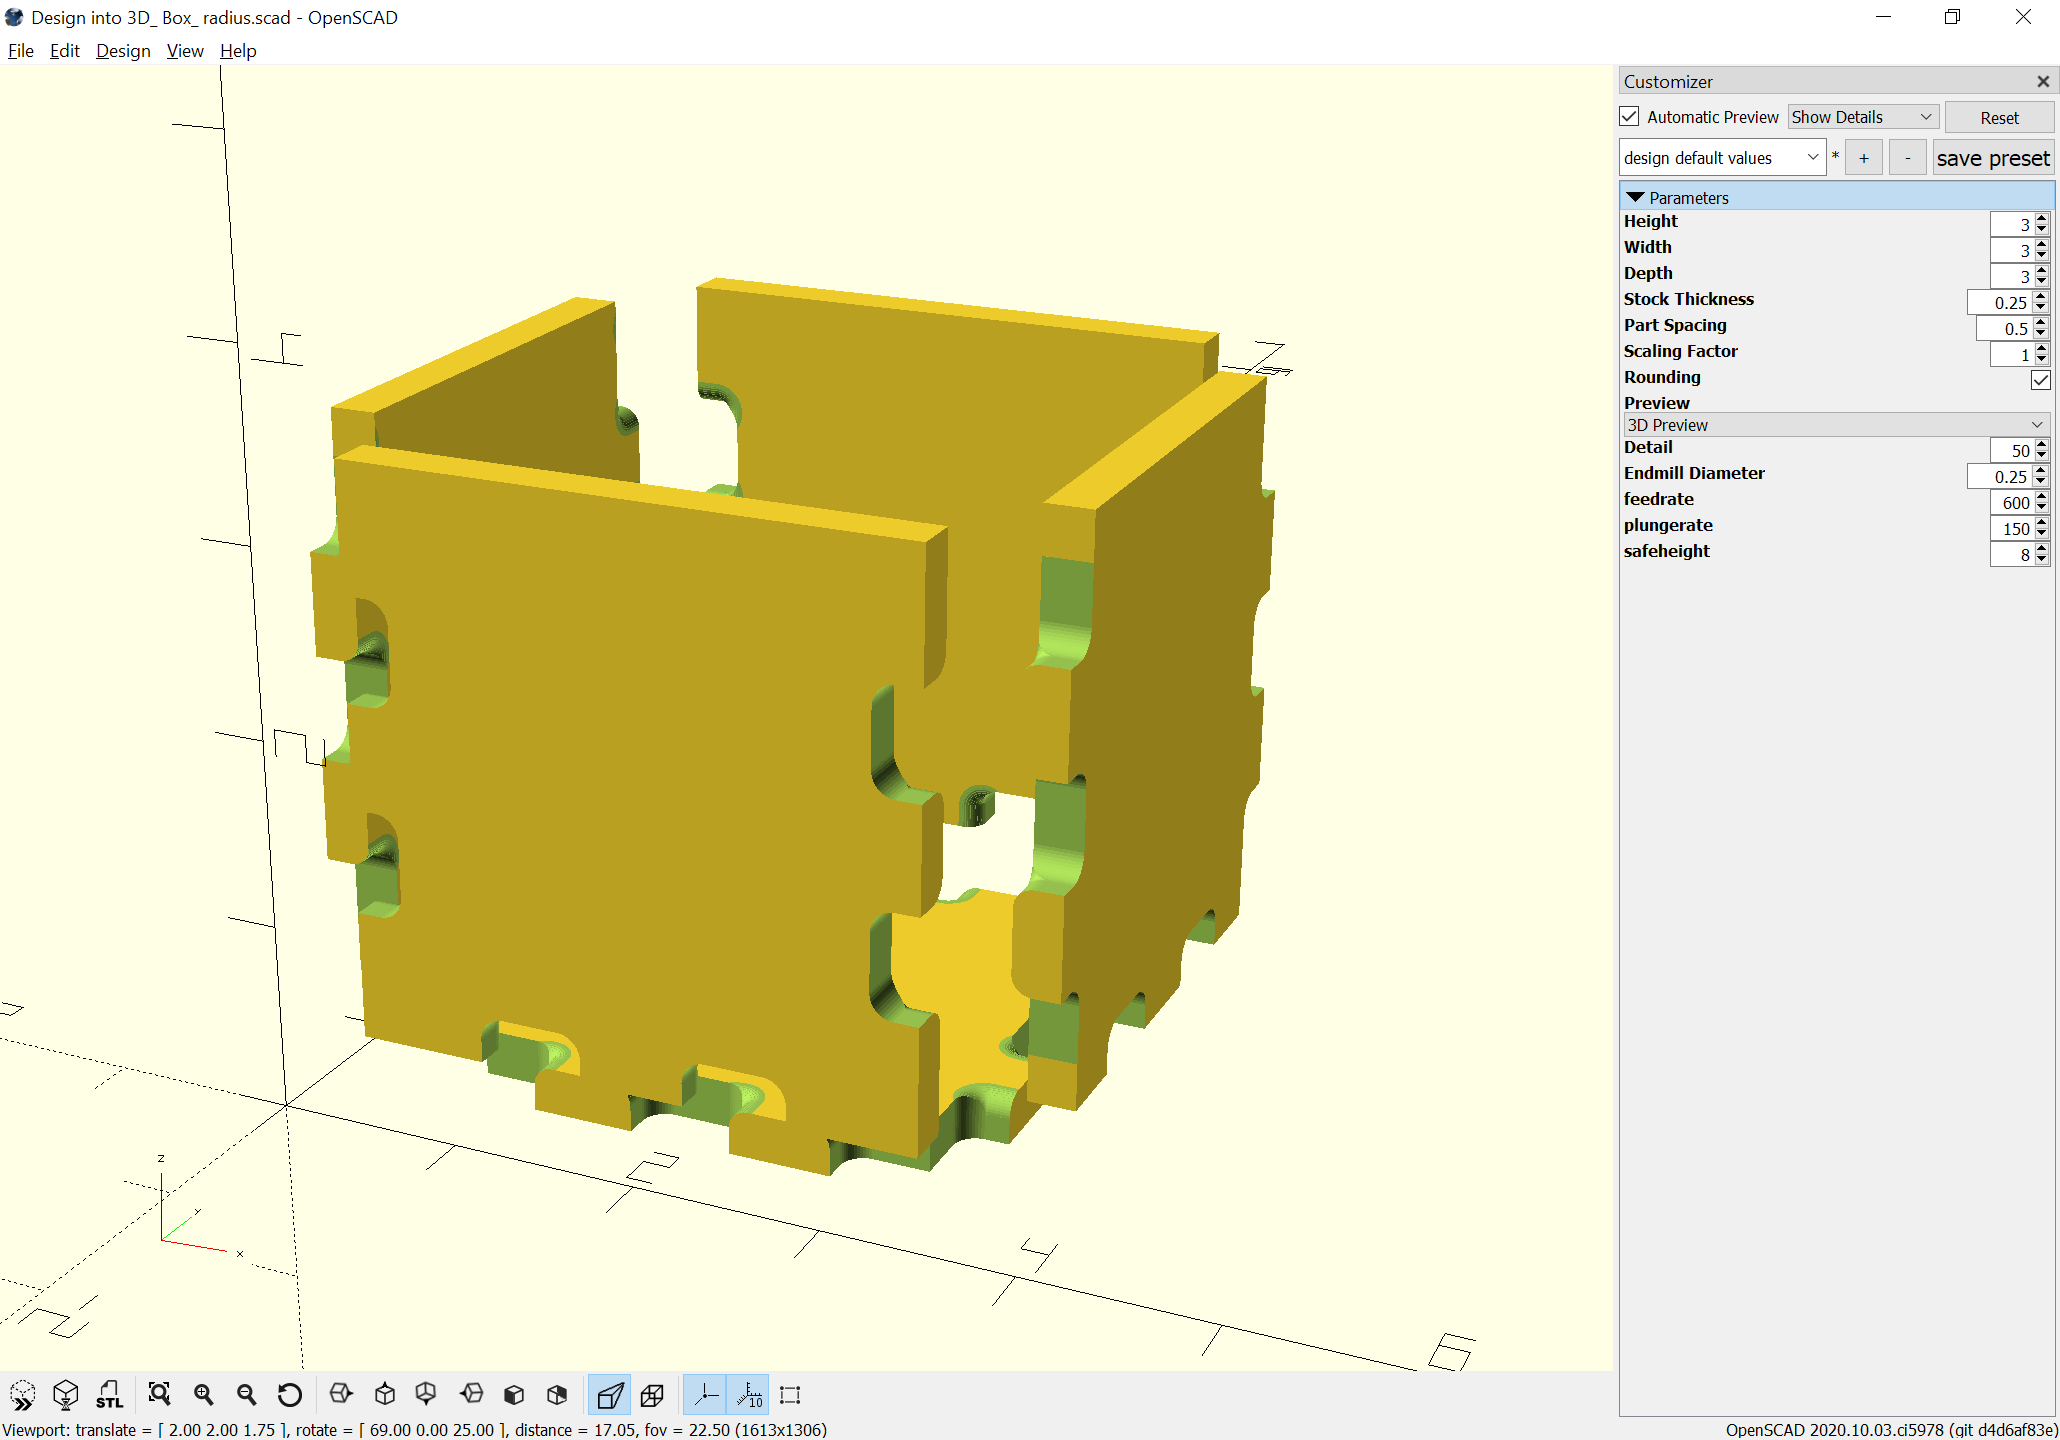 Design into 3D_ Box_ radius.scad - OpenSCAD
File Edit Design View Help
Customizer
Automatic Preview Show Details Reset
design default values * + - save preset
Parameters
Height 3
Width 3
Depth 3
Stock Thickness 0.25
Part Spacing 0.5
Scaling Factor 1
Rounding
Preview
3D Preview
Detail 50
Endmill Diameter 0.25
feedrate 600
plungerate 150
safeheight 8
2
4
6
z
y
x
STL
10
Viewport: translate = [ 2.00 2.00 1.75 ], rotate = [ 69.00 0.00 25.00 ], distance = 17.05, fov = 22.50 (1613x1306)
OpenSCAD 2020.10.03.ci5978 (git d4d6af83e)